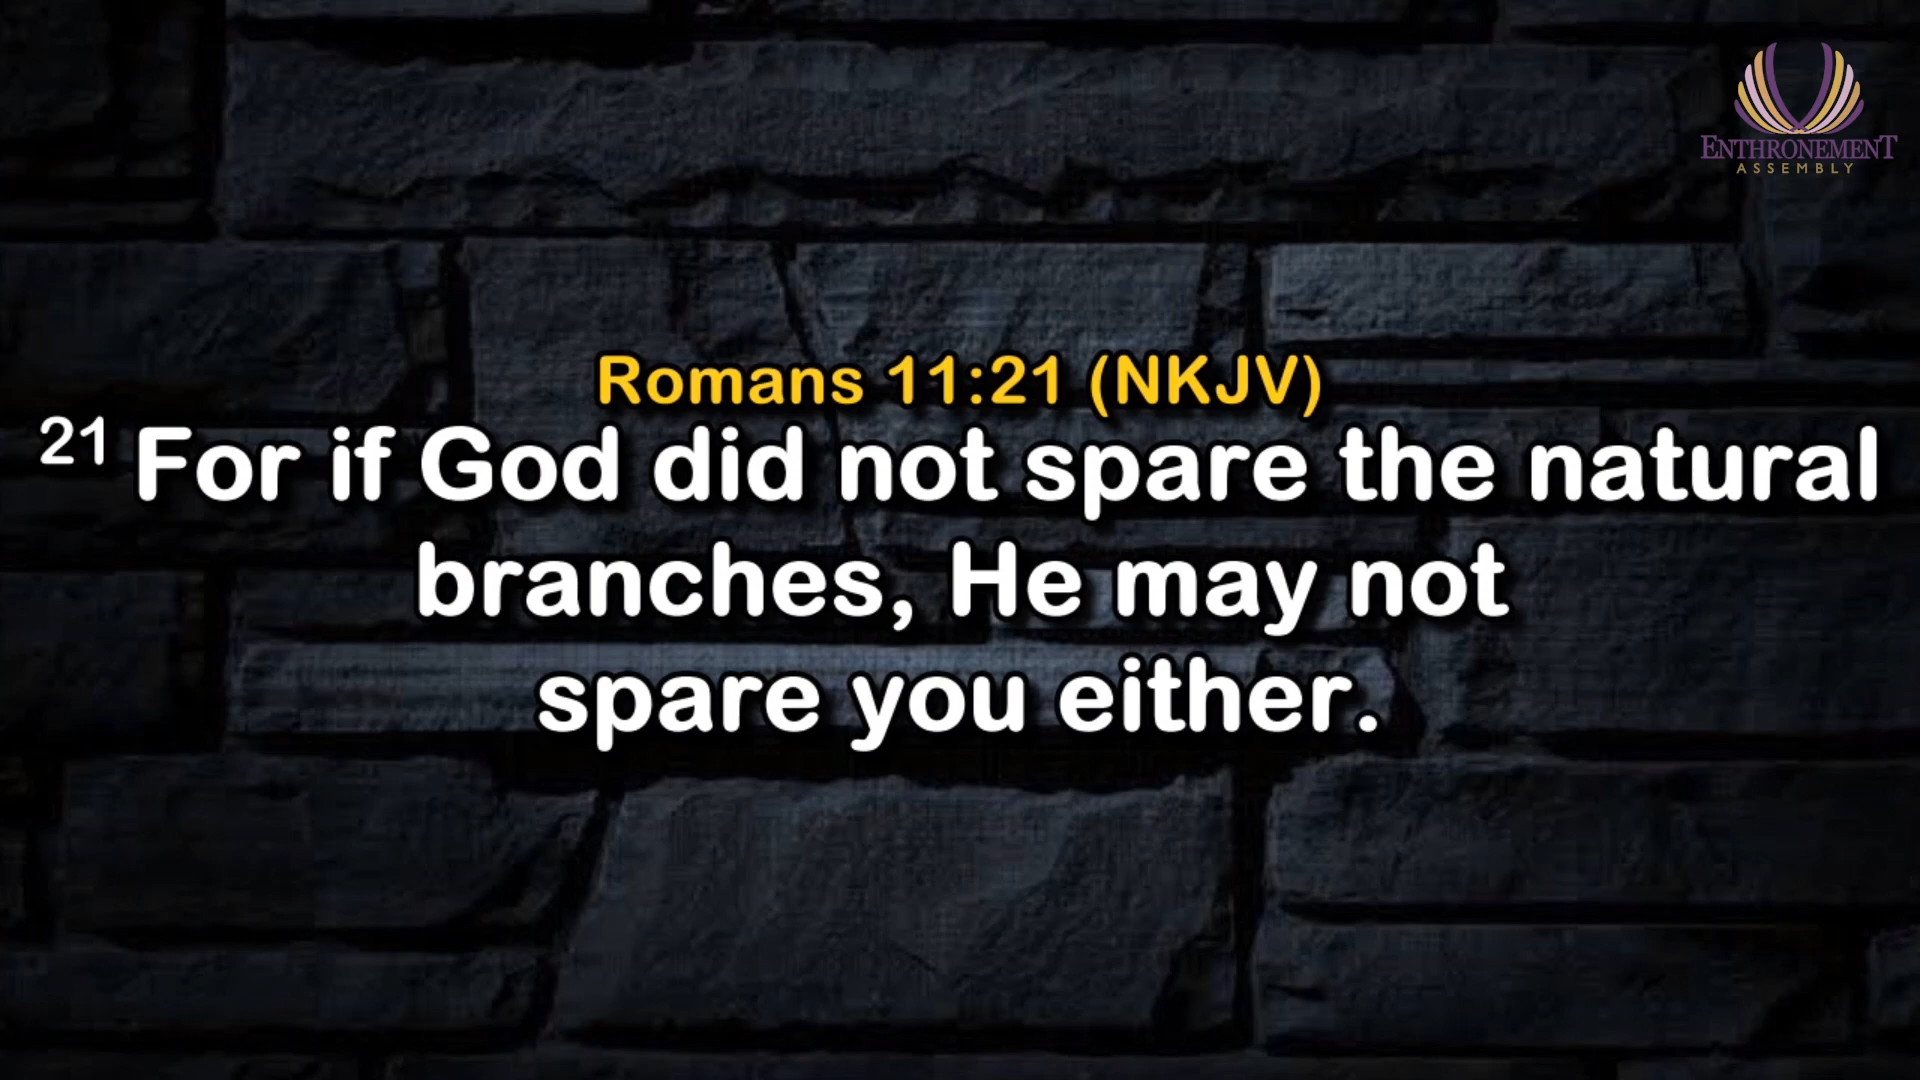 ENTHRONEMENT
ASSEMBLY
Romans 11:21 (NKJV)
21 For if God did not spare the natural
branches, He may not
spare you either.